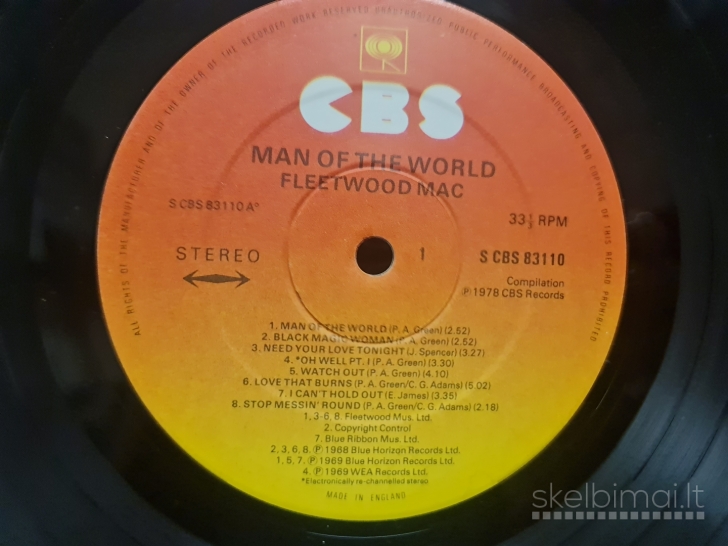 ALL RIGHTS OF THE MANUFACTURER AND OF THE OWNER OF THE RECORDED WORK RESERVED UNAUTHORISED PUBLIC PERFORMANCE BROADCASTING AND COPYING OF THIS RECORD PROHIBITED
CBS
MAN OF THE WORLD
FLEETWOOD MAC
S CBS 83110 A°
33⅓ RPM
STEREO
1
S CBS 83110
Compilation
Ⓟ1978 CBS Records
1. MAN OF THE WORLD (P. A. Green) (2.52)
2. BLACK MAGIC WOMAN (P. A. Green) (2.52)
3. NEED YOUR LOVE TONIGHT (J. Spencer) (3.27)
4. *OH WELL PT. I (P. A. Green) (3.30)
5. WATCH OUT (P. A. Green) (4.10)
6. LOVE THAT BURNS (P. A. Green/C. G. Adams) (5.02)
7. I CAN'T HOLD OUT (E. James) (3.35)
8. STOP MESSIN' ROUND (P. A. Green/C. G. Adams) (2.18)
1, 3-6, 8. Fleetwood Mus. Ltd.
2. Copyright Control
7. Blue Ribbon Mus. Ltd.
2, 3, 6, 8. Ⓟ 1968 Blue Horizon Records Ltd.
1, 5, 7. Ⓟ 1969 Blue Horizon Records Ltd.
4. Ⓟ 1969 WEA Records Ltd.
*Electronically re-channelled stereo
MADE IN ENGLAND
skelbimai.lt